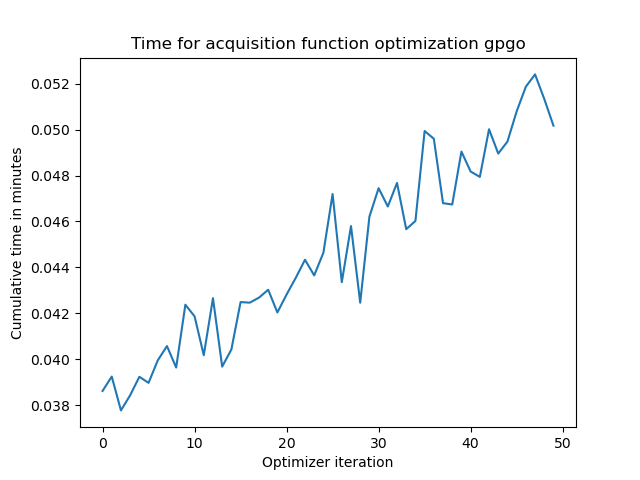 Time for acquisition function optimization gpgo
0.052
0.050
0.048
0.046
0.044
0.042
0.040
0.038
Cumulative time in minutes
0 10 20 30 40 50
Optimizer iteration